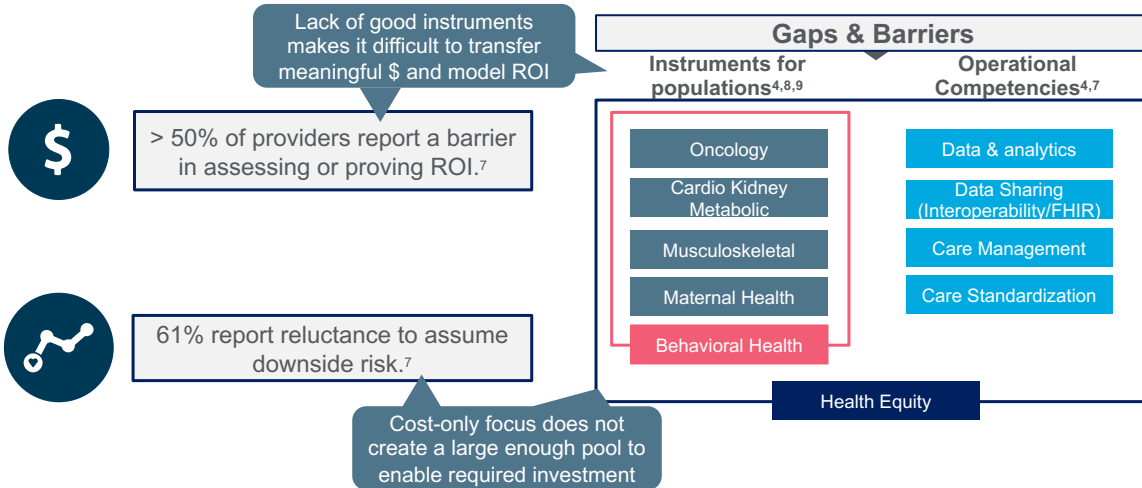 Lack of good instruments
makes it difficult to transfer
meaningful $ and model ROI
$
> 50% of providers report a barrier
in assessing or proving ROI.⁷
61% report reluctance to assume
downside risk.⁷
Cost-only focus does not
create a large enough pool to
enable required investment
Gaps & Barriers
Instruments for
populations⁴,⁸,⁹
Oncology
Cardio Kidney
Metabolic
Musculoskeletal
Maternal Health
Behavioral Health
Operational
Competencies⁴,⁷
Data & analytics
Data Sharing
(Interoperability/FHIR)
Care Management
Care Standardization
Health Equity